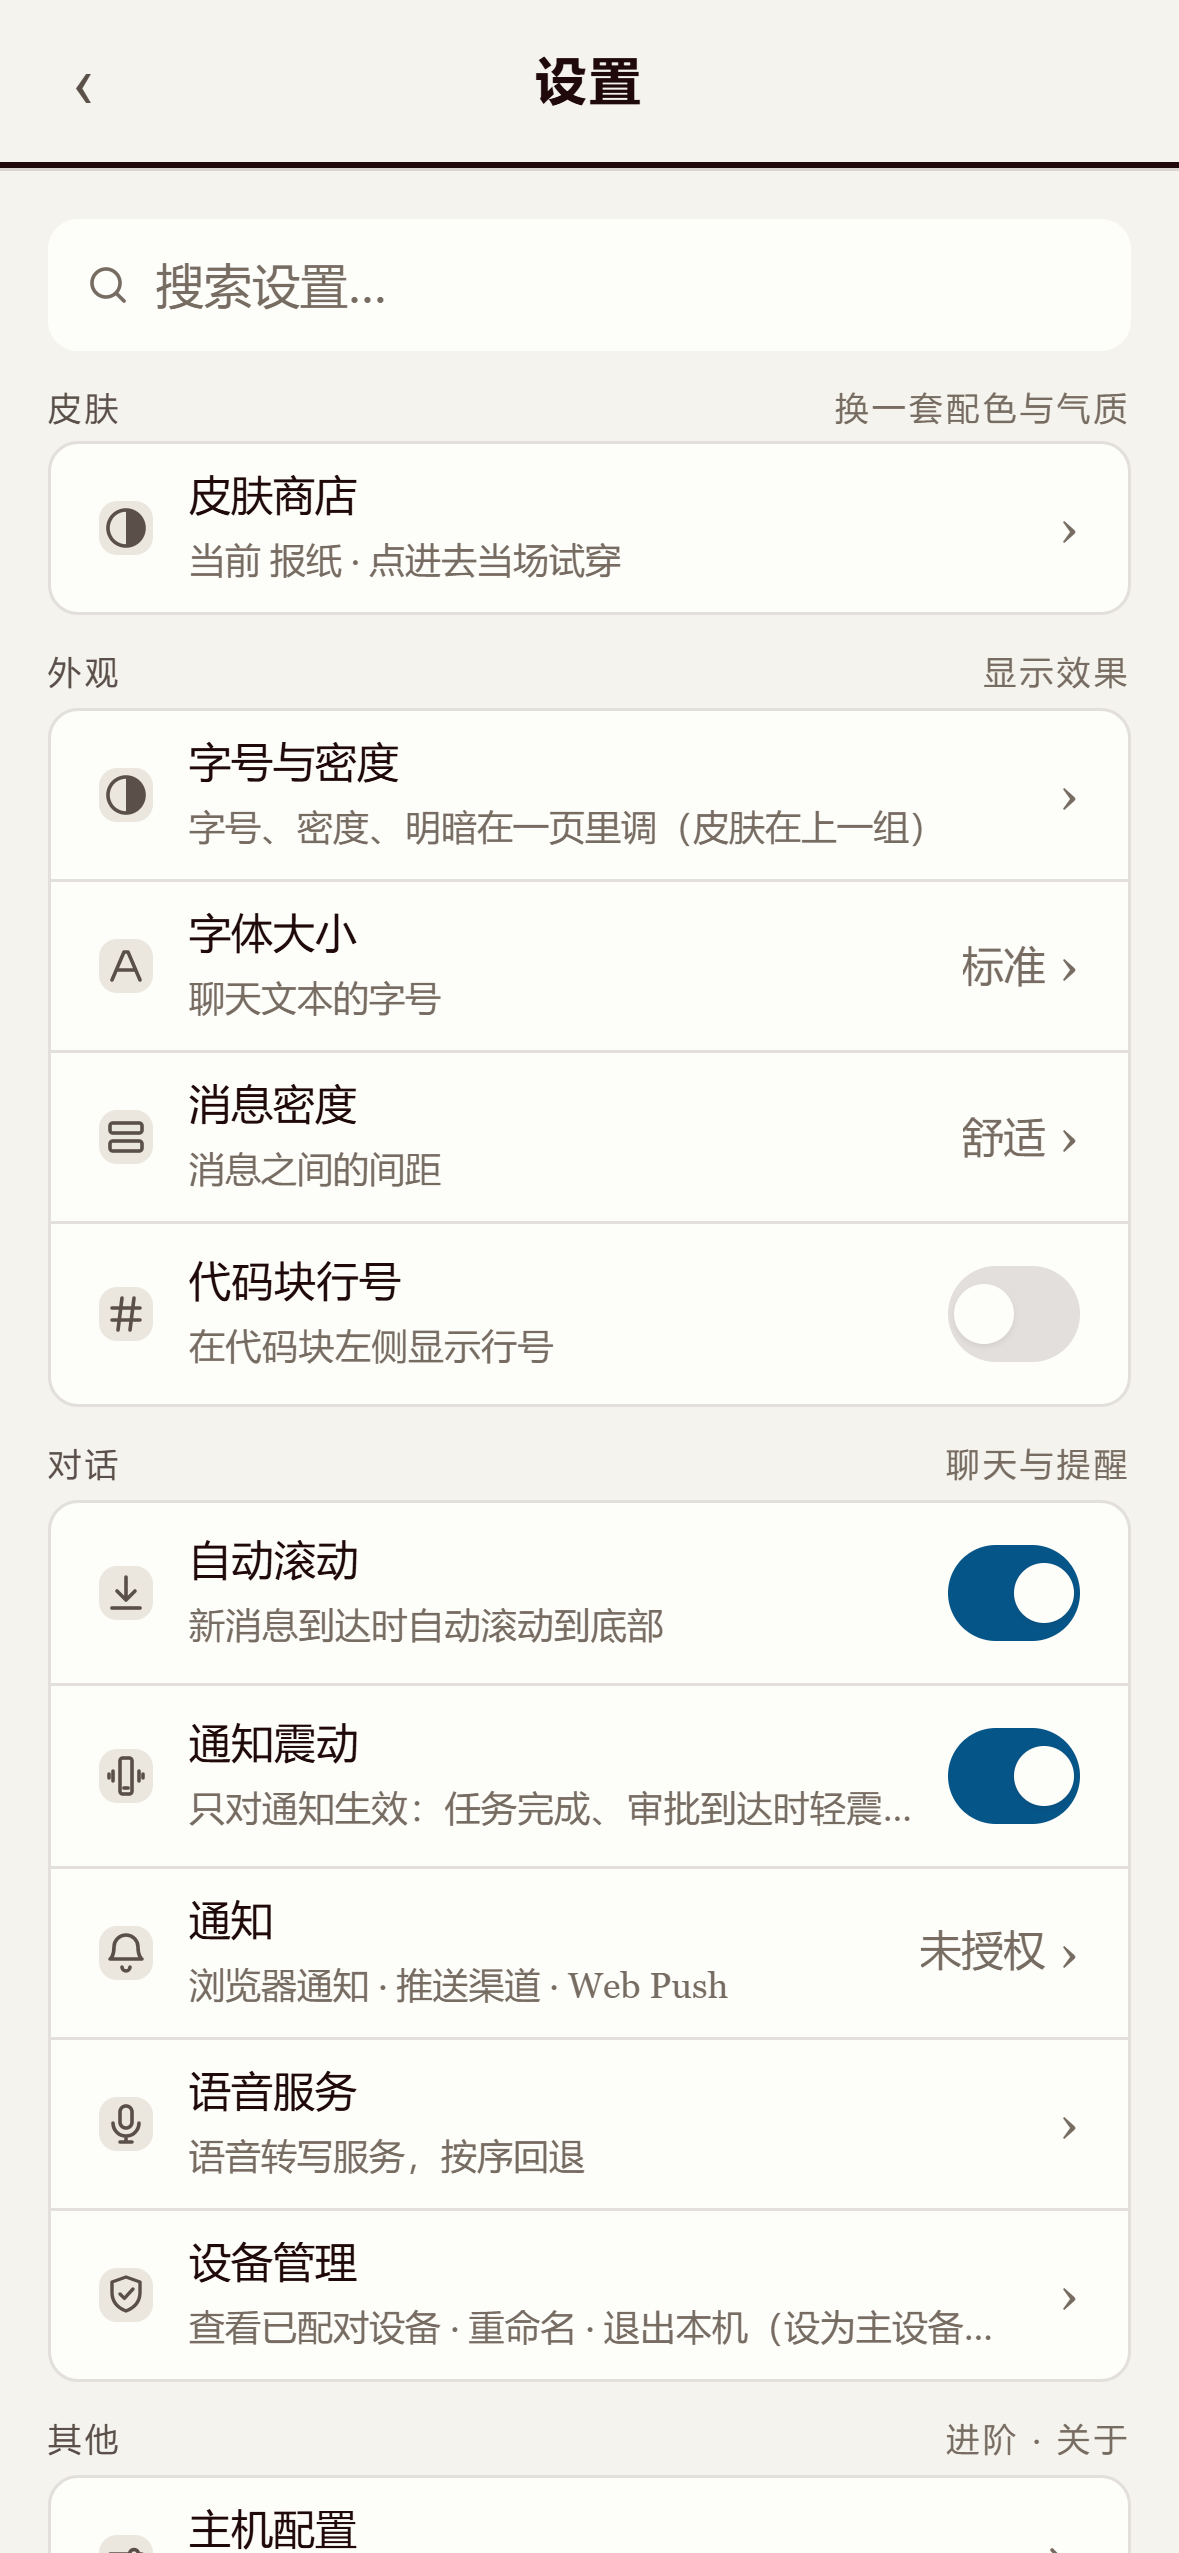 设置
搜索设置...
皮肤 换一套配色与气质
皮肤商店
当前 报纸 · 点进去当场试穿
外观 显示效果
字号与密度
字号、密度、明暗在一页里调（皮肤在上一组）
字体大小
聊天文本的字号
标准
消息密度
消息之间的间距
舒适
代码块行号
在代码块左侧显示行号
对话 聊天与提醒
自动滚动
新消息到达时自动滚动到底部
通知震动
只对通知生效：任务完成、审批到达时轻震...
通知
浏览器通知 · 推送渠道 · Web Push
未授权
语音服务
语音转写服务，按序回退
设备管理
查看已配对设备 · 重命名 · 退出本机（设为主设备...
其他 进阶 · 关于
主机配置